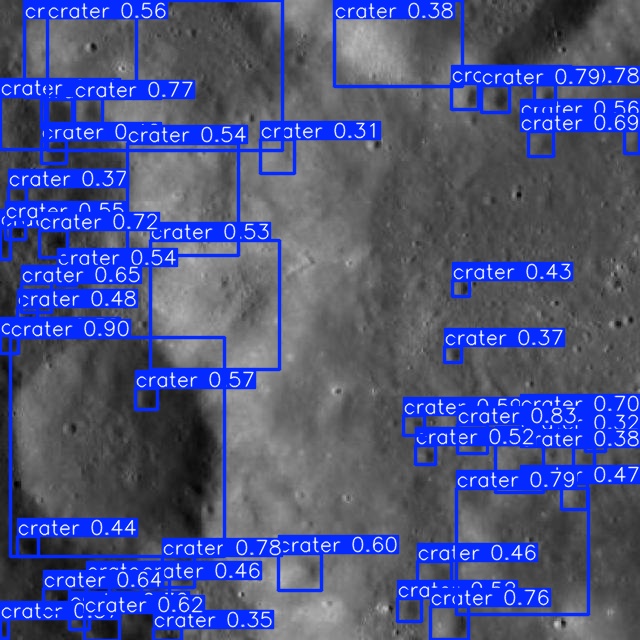 crater 0.56
crater 0.38
crater 0.79
.78
crater 0.77
crater
0.56
crater 0.69
crater 0.31
crater 0.54
crater 0.37
crater 0.55
crater 0.72
crater 0.53
crater 0.54
crater 0.43
crater 0.65
crater 0.48
crater 0.90
crater 0.37
crater 0.57
crater 0.70
crater 0.83
0.32
crater 0.52
0.38
crater 0.79
0.47
crater 0.44
crater 0.78
crater 0.60
crater 0.46
crater 0.46
crater 0.64
crater 0.76
crater 0.62
crater 0.35